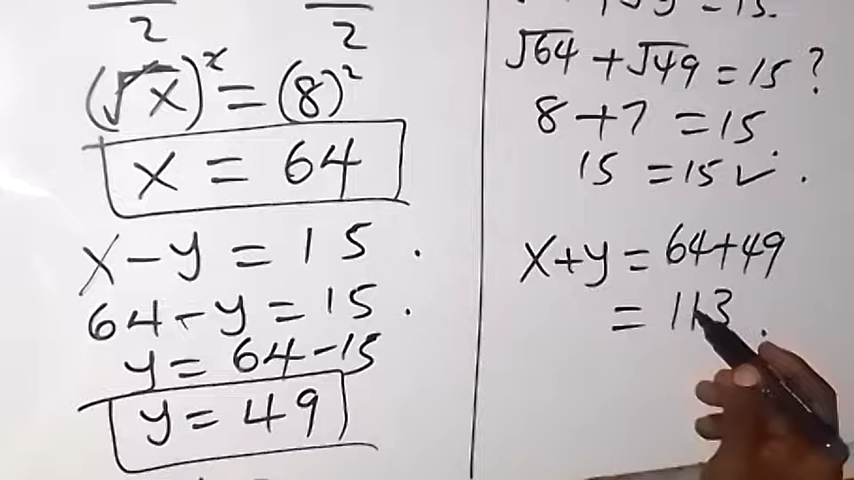 2 2
(√x)² = (8)²
x = 64
x - y = 15.
64 - y = 15.
y = 64 - 15
y = 49
√64 + √49 = 15?
8 + 7 = 15.
15 = 15 ✓.
x + y = 64 + 49
= 113.